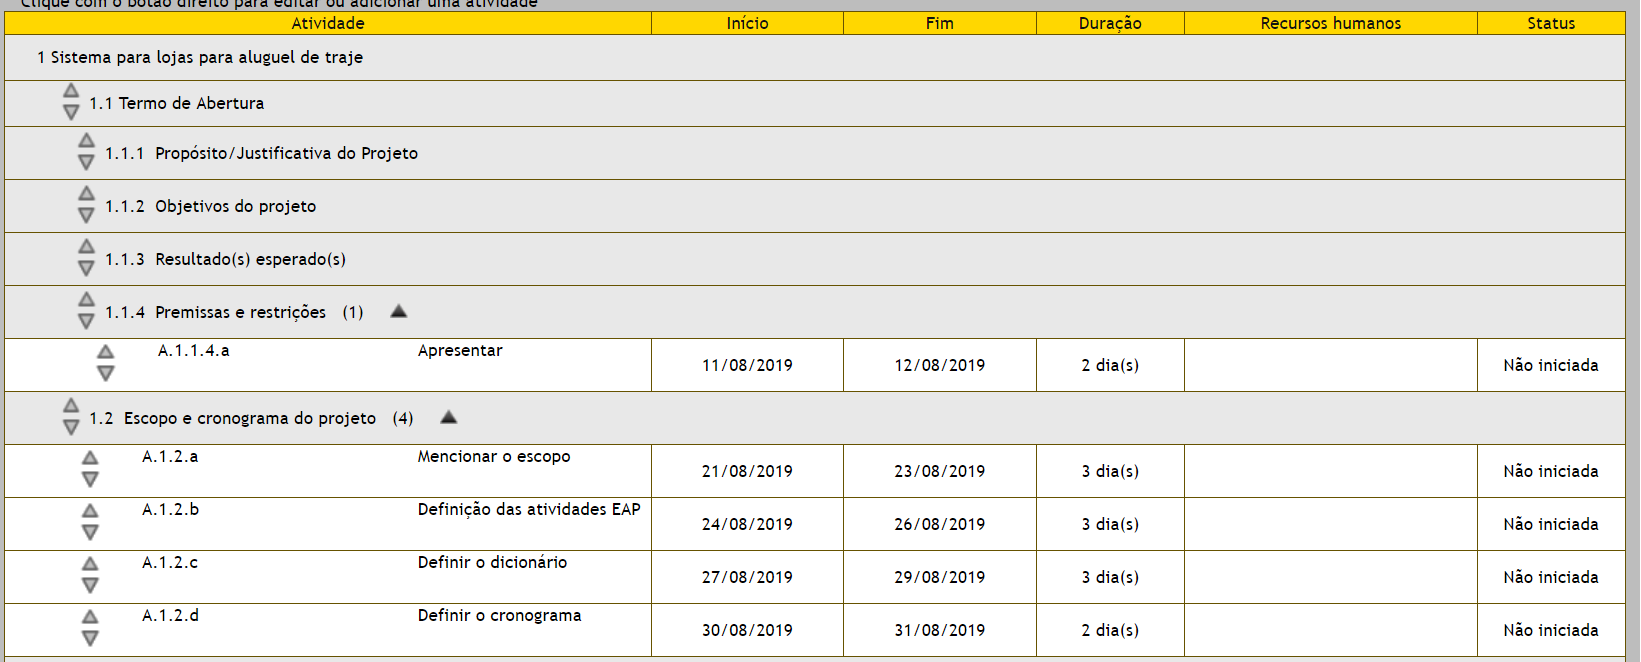 Clique com o botão direito para editar ou adicionar uma atividade
Atividade Início Fim Duração Recursos humanos Status
1 Sistema para lojas para aluguel de traje
1.1 Termo de Abertura
1.1.1 Propósito/Justificativa do Projeto
1.1.2 Objetivos do projeto
1.1.3 Resultado(s) esperado(s)
1.1.4 Premissas e restrições (1)
A.1.1.4.a Apresentar 11/08/2019 12/08/2019 2 dia(s) Não iniciada
1.2 Escopo e cronograma do projeto (4)
A.1.2.a Mencionar o escopo 21/08/2019 23/08/2019 3 dia(s) Não iniciada
A.1.2.b Definição das atividades EAP 24/08/2019 26/08/2019 3 dia(s) Não iniciada
A.1.2.c Definir o dicionário 27/08/2019 29/08/2019 3 dia(s) Não iniciada
A.1.2.d Definir o cronograma 30/08/2019 31/08/2019 2 dia(s) Não iniciada